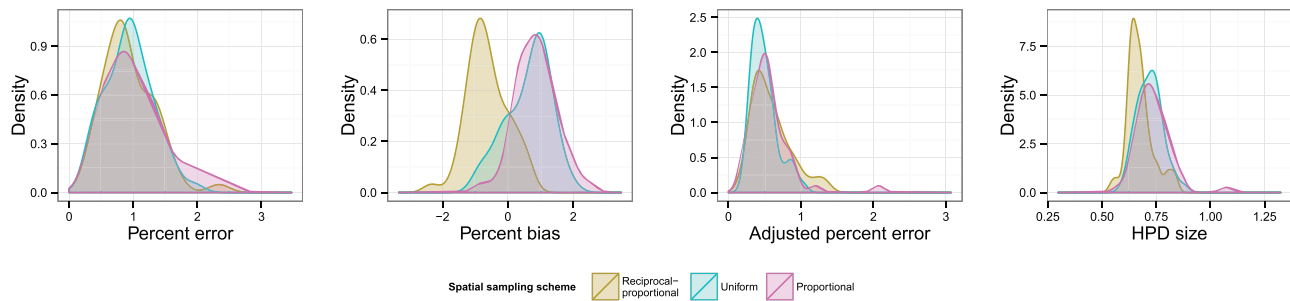 0.9
0.6
0.3
0.0
Density
0 1 2 3
Percent error
0.6
0.4
0.2
0.0
Density
−2 0 2
Percent bias
2.5
2.0
1.5
1.0
0.5
0.0
Density
0 1 2 3
Adjusted percent error
7.5
5.0
2.5
0.0
Density
0.25 0.50 0.75 1.00 1.25
HPD size
Spatial sampling scheme
Reciprocal−
proportional
Uniform
Proportional